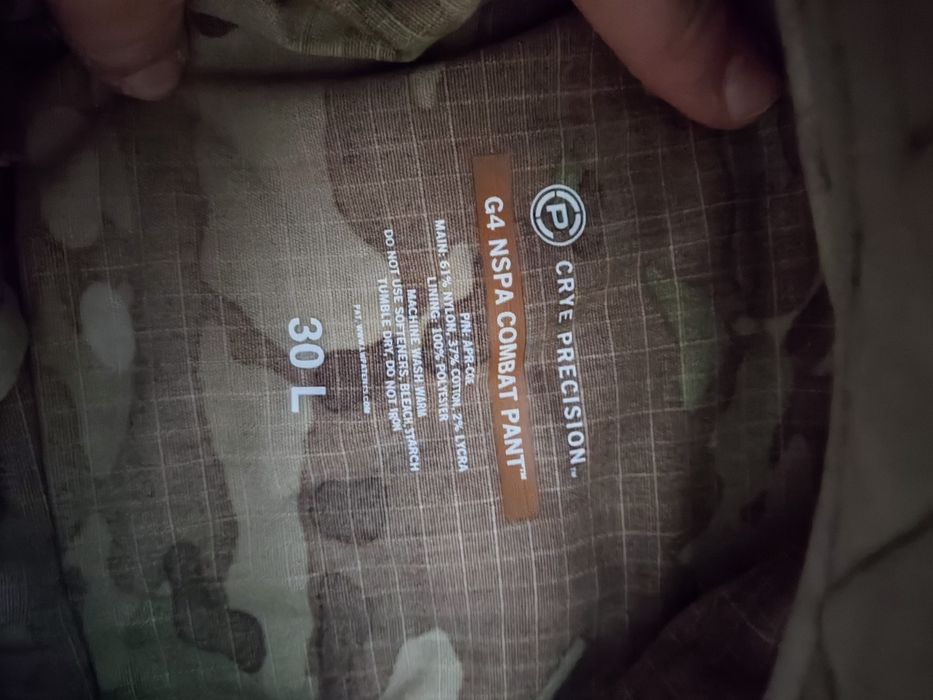 P
CRYE PRECISION™
G4 NSPA COMBAT PANT™
P/N: APR-CGE
MAIN: 61% NYLON, 37% COTTON, 2% LYCRA
LINING: 100% POLYESTER
MACHINE WASH WARM
DO NOT USE SOFTENERS, BLEACH, STARCH
TUMBLE DRY. DO NOT IRON
30 L